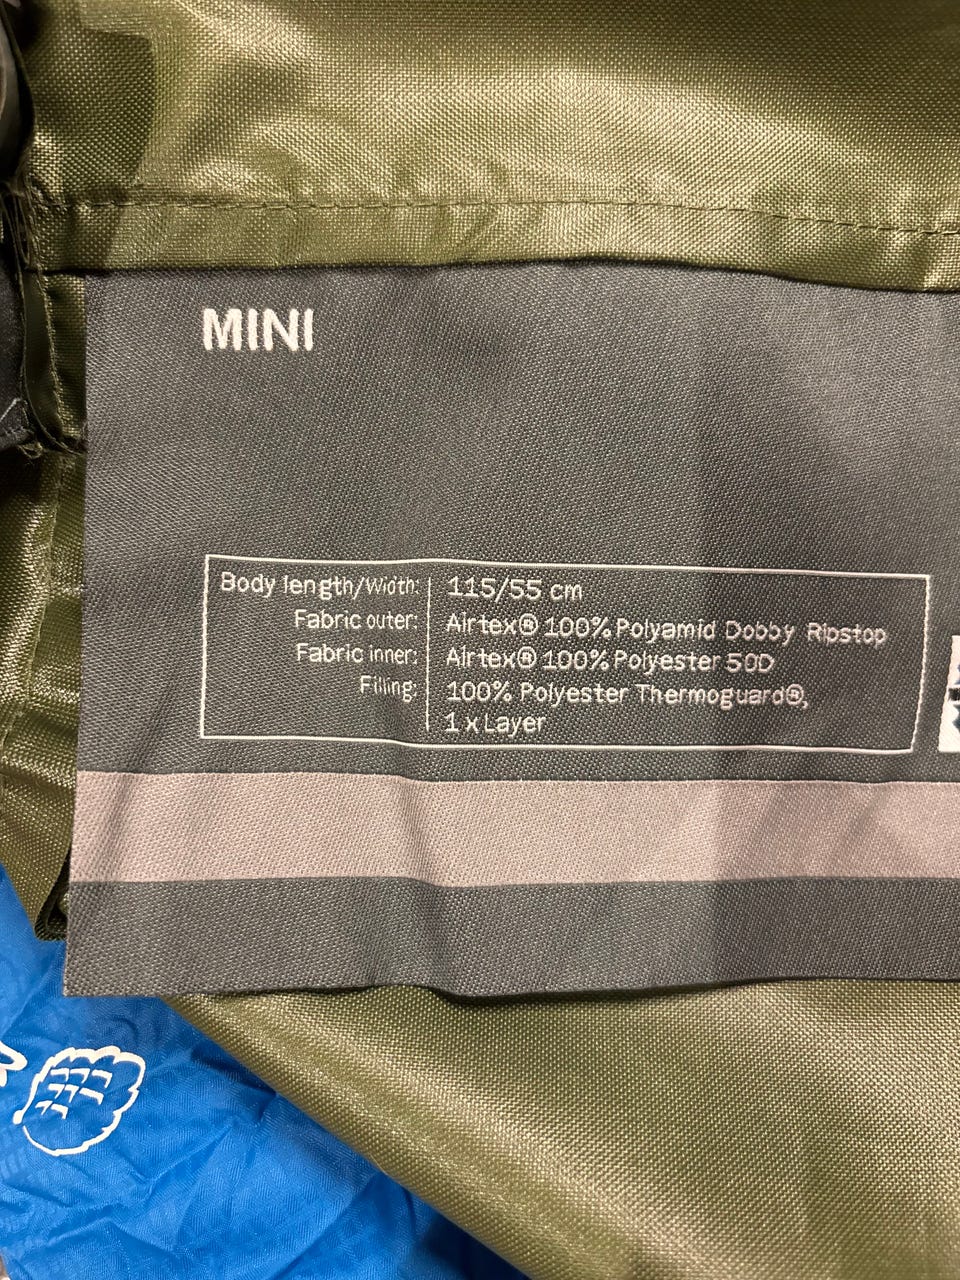 MINI
Body length/Width: 115/55 cm
Fabric outer: Airtex® 100% Polyamid Dobby Ripstop
Fabric inner: Airtex® 100% Polyester 50D
Filling: 100% Polyester Thermoguard®,
1 x Layer